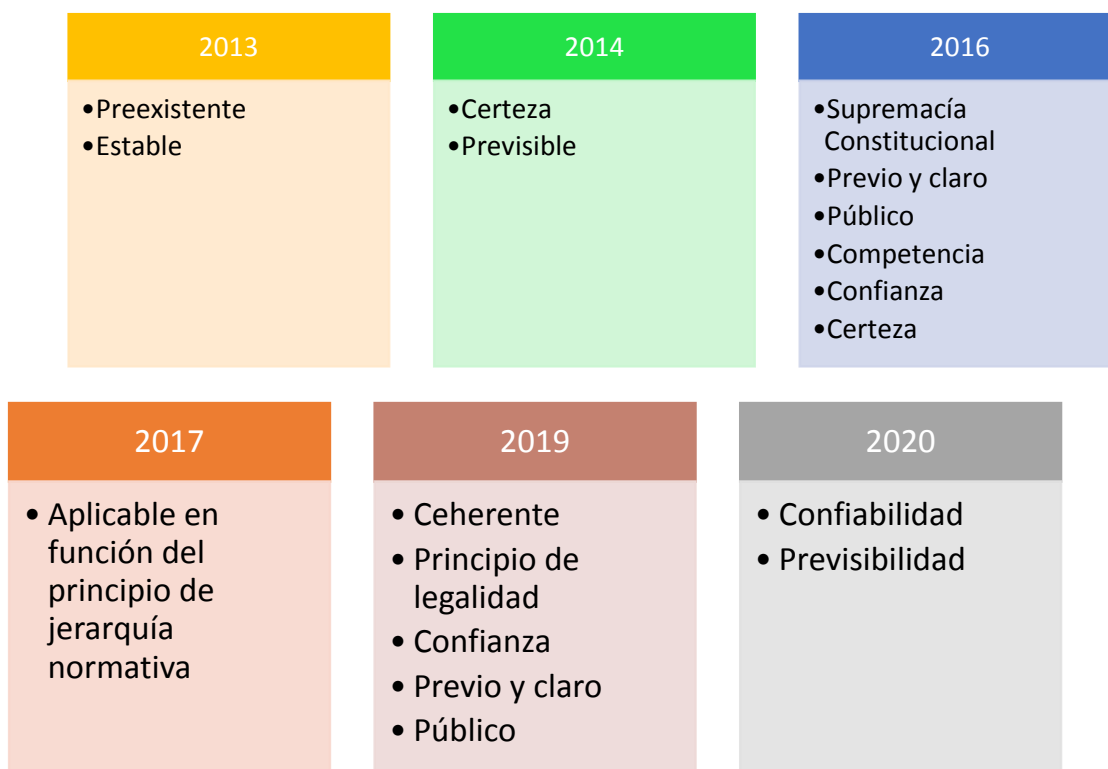 2013
•Preexistente
•Estable
2014
•Certeza
•Previsible
2016
•Supremacía
Constitucional
•Previo y claro
•Público
•Competencia
•Confianza
•Certeza
2017
• Aplicable en
función del
principio de
jerarquía
normativa
2019
• Ceherente
• Principio de
legalidad
• Confianza
• Previo y claro
• Público
2020
• Confiabilidad
• Previsibilidad